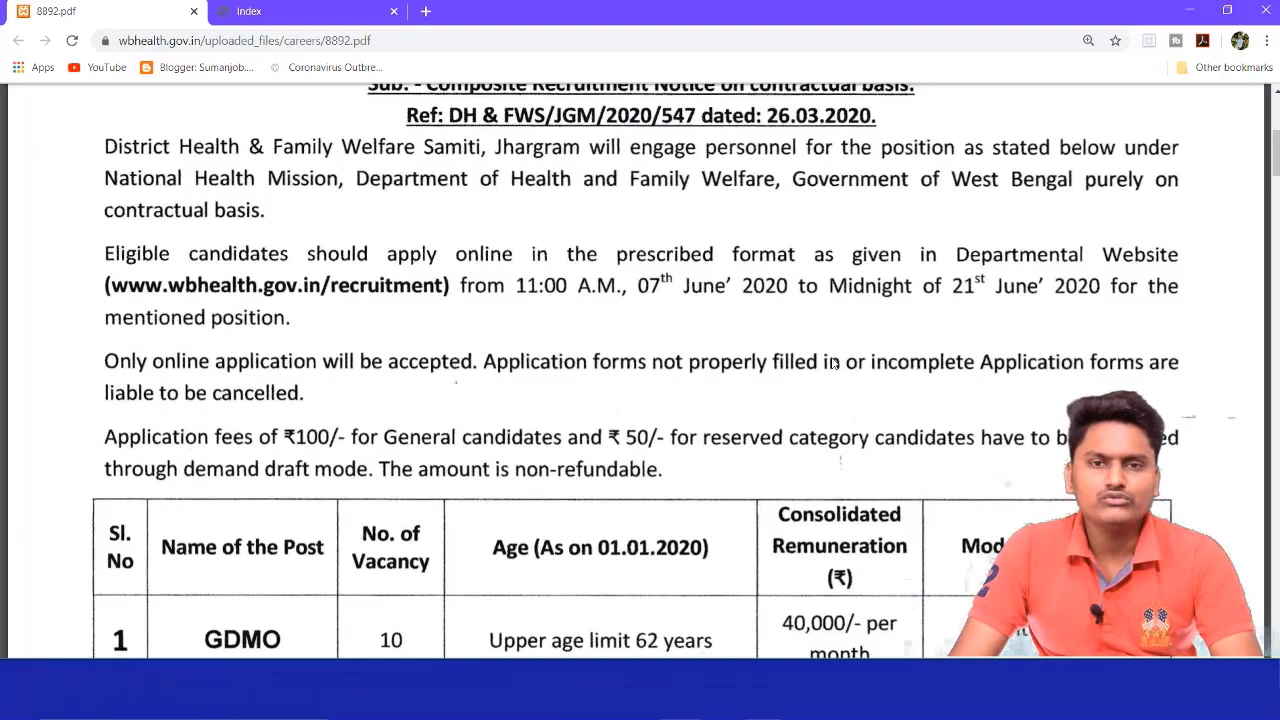 8892.pdf
Index
wbhealth.gov.in/uploaded_files/careers/8892.pdf
Apps
YouTube
Blogger: Sumanjob....
Coronavirus Outbre...
Other bookmarks
Sub: - Composite Recruitment Notice on contractual basis.
Ref: DH & FWS/JGM/2020/547 dated: 26.03.2020.
District Health & Family Welfare Samiti, Jhargram will engage personnel for the position as stated below under
National Health Mission, Department of Health and Family Welfare, Government of West Bengal purely on
contractual basis.
Eligible candidates should apply online in the prescribed format as given in Departmental Website
(www.wbhealth.gov.in/recruitment) from 11:00 A.M., 07th June' 2020 to Midnight of 21st June' 2020 for the
mentioned position.
Only online application will be accepted. Application forms not properly filled in or incomplete Application forms are
liable to be cancelled.
Application fees of ₹100/- for General candidates and ₹ 50/- for reserved category candidates have to
through demand draft mode. The amount is non-refundable.
Sl. No
Name of the Post
No. of Vacancy
Age (As on 01.01.2020)
Consolidated Remuneration (₹)
1
GDMO
10
Upper age limit 62 years
40,000/- per month